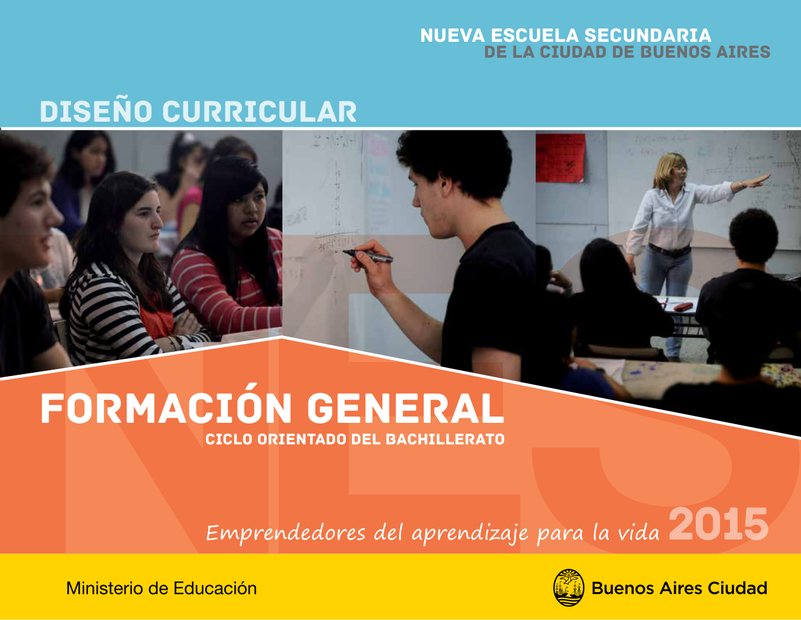 NUEVA ESCUELA SECUNDARIA
DE LA CIUDAD DE BUENOS AIRES
DISEÑO CURRICULAR
NES
FORMACIÓN GENERAL
CICLO ORIENTADO DEL BACHILLERATO
Emprendedores del aprendizaje para la vida 2015
Ministerio de Educación
Buenos Aires Ciudad